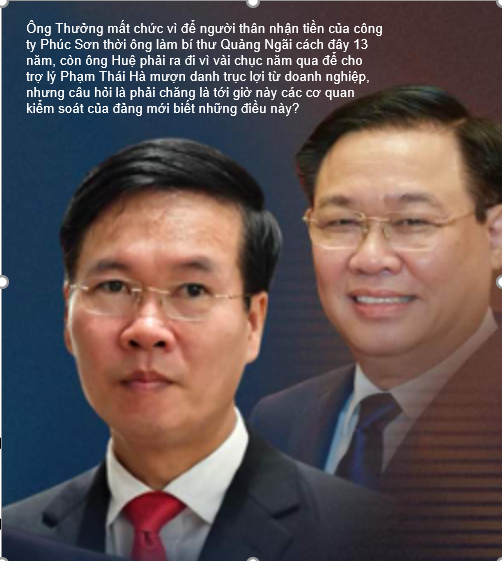 Ông Thưởng mất chức vì để người thân nhận tiền của công
ty Phúc Sơn thời ông làm bí thư Quảng Ngãi cách đây 13
năm, còn ông Huệ phải ra đi vì vài chục năm qua để cho
trợ lý Phạm Thái Hà mượn danh trục lợi từ doanh nghiệp,
nhưng câu hỏi là phải chăng là tới giờ này các cơ quan
kiểm soát của đảng mới biết những điều này?